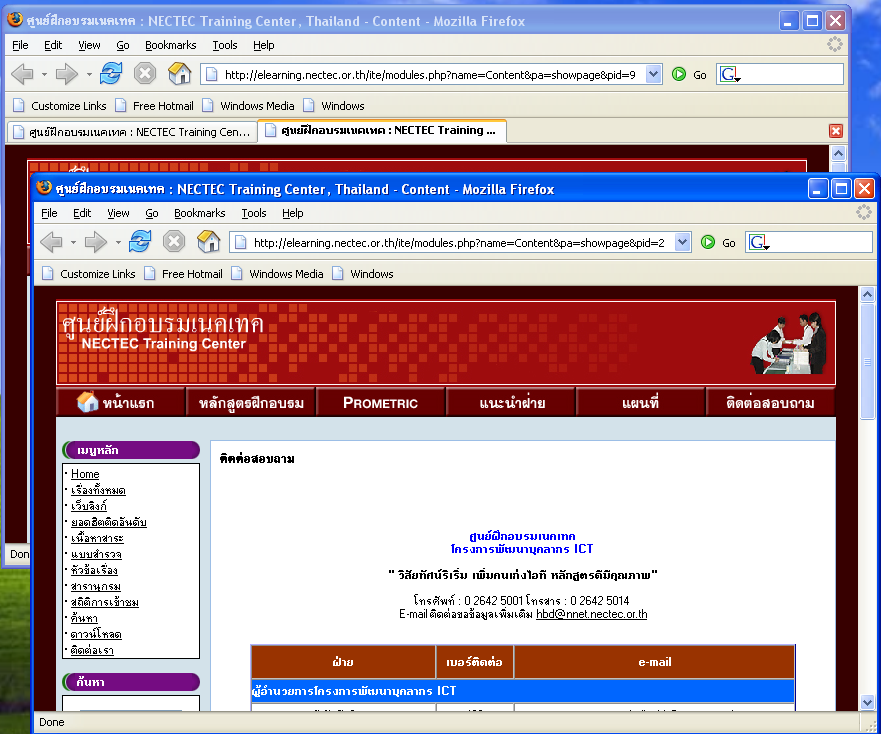 ศูนย์ฝึกอบรมเนคเทค : NECTEC Training Center, Thailand - Content - Mozilla Firefox
File Edit View Go Bookmarks Tools Help
http://elearning.nectec.or.th/ite/modules.php?name=Content&pa=showpage&pid=9 Go
Customize Links Free Hotmail Windows Media Windows
ศูนย์ฝึกอบรมเนคเทค : NECTEC Training Cen... ศูนย์ฝึกอบรมเนคเทค : NECTEC Training ...
ศูนย์ฝึกอบรมเนคเทค : NECTEC Training Center, Thailand - Content - Mozilla Firefox
File Edit View Go Bookmarks Tools Help
http://elearning.nectec.or.th/ite/modules.php?name=Content&pa=showpage&pid=2 Go
Customize Links Free Hotmail Windows Media Windows
ศูนย์ฝึกอบรมเนคเทค
NECTEC Training Center
หน้าแรก หลักสูตรฝึกอบรม PROMETRIC แนะนำฝ่าย แผนที่ ติดต่อสอบถาม
เมนูหลัก
· Home
· เรื่องทั้งหมด
· เว็บลิงก์
· ยอดฮิตติดอันดับ
· เนื้อหาสาระ
· แบบสำรวจ
· หัวข้อเรื่อง
· สารานุกรม
· สถิติการเข้าชม
· ค้นหา
· ดาวน์โหลด
· ติดต่อเรา
ค้นหา
ติดต่อสอบถาม
ศูนย์ฝึกอบรมเนคเทค
โครงการพัฒนาบุคลากร ICT
" วิสัยทัศน์ริเริ่ม เพิ่มคนเก่งไอที หลักสูตรดีมีคุณภาพ"
โทรศัพท์ : 0 2642 5001 โทรสาร : 0 2642 5014
E-mail ติดต่อขอข้อมูลเพิ่มเติม hbd@nnet.nectec.or.th
ฝ่าย เบอร์ติดต่อ e-mail
ผู้อำนวยการโครงการพัฒนาบุคลากร ICT
Don
Done